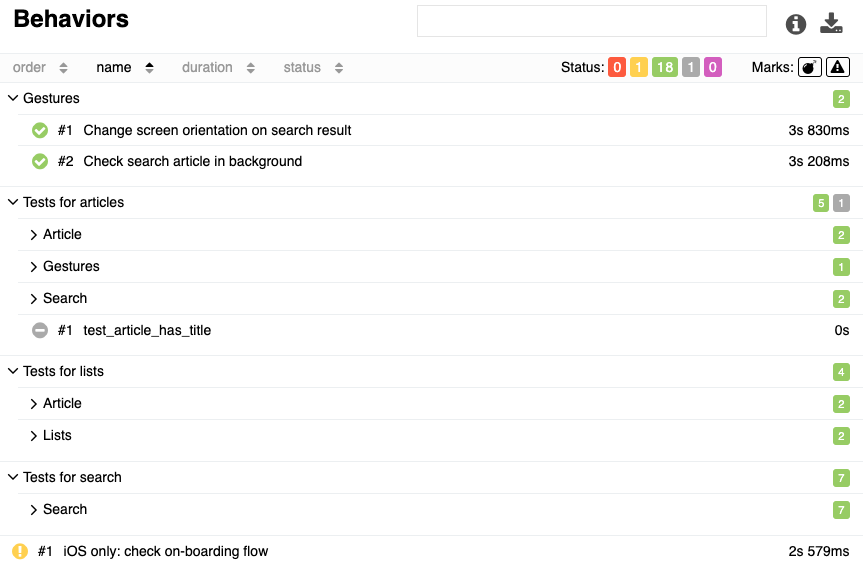 Behaviors
order name duration status Status: 0 1 18 1 0 Marks:
Gestures 2
#1 Change screen orientation on search result 3s 830ms
#2 Check search article in background 3s 208ms
Tests for articles 5 1
Article 2
Gestures 1
Search 2
#1 test_article_has_title 0s
Tests for lists 4
Article 2
Lists 2
Tests for search 7
Search 7
#1 iOS only: check on-boarding flow 2s 579ms